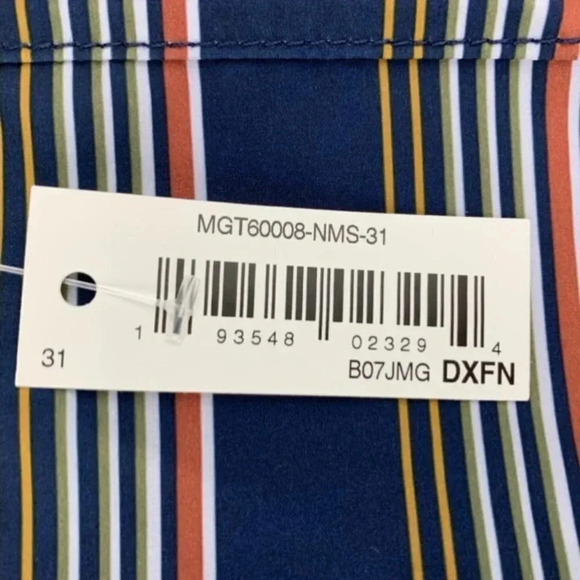 MGT60008-NMS-31
1 93548 02329 4
31
B07JMG DXFN